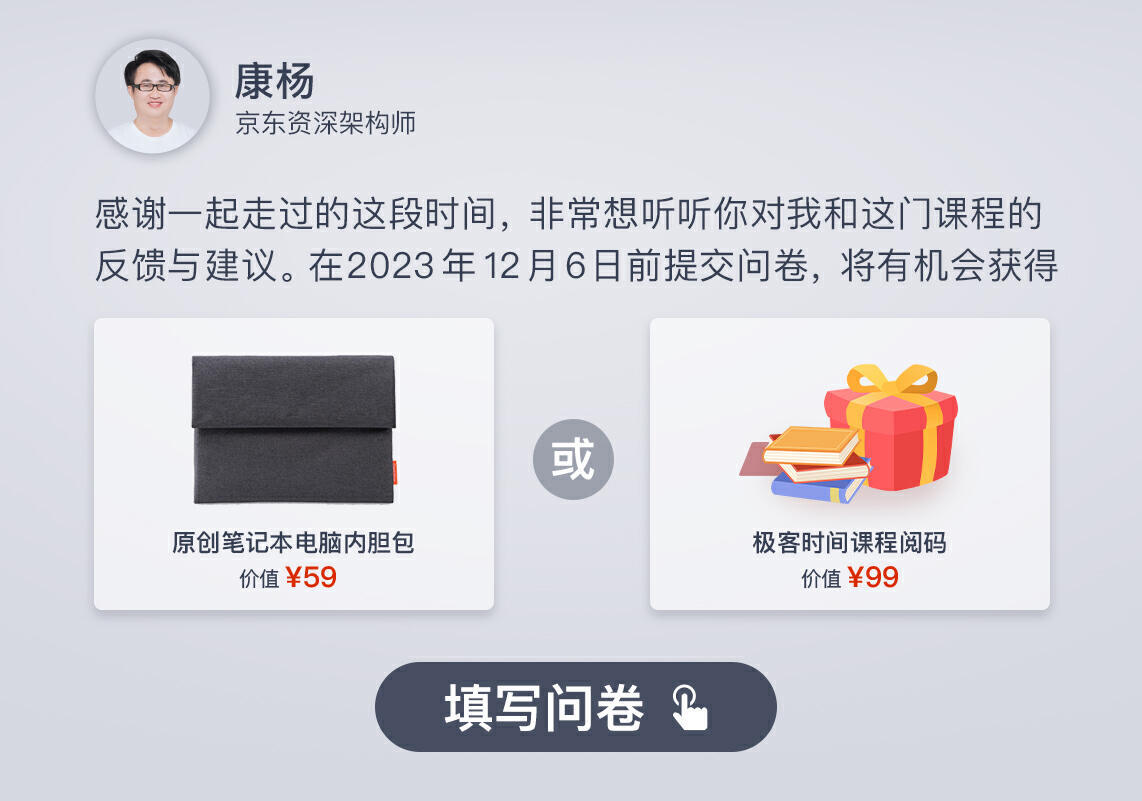 康杨
京东资深架构师
感谢一起走过的这段时间，非常想听听你对我和这门课程的
反馈与建议。在2023年12月6日前提交问卷，将有机会获得
原创笔记本电脑内胆包
价值 ¥59
或
极客时间课程阅码
价值 ¥99
填写问卷